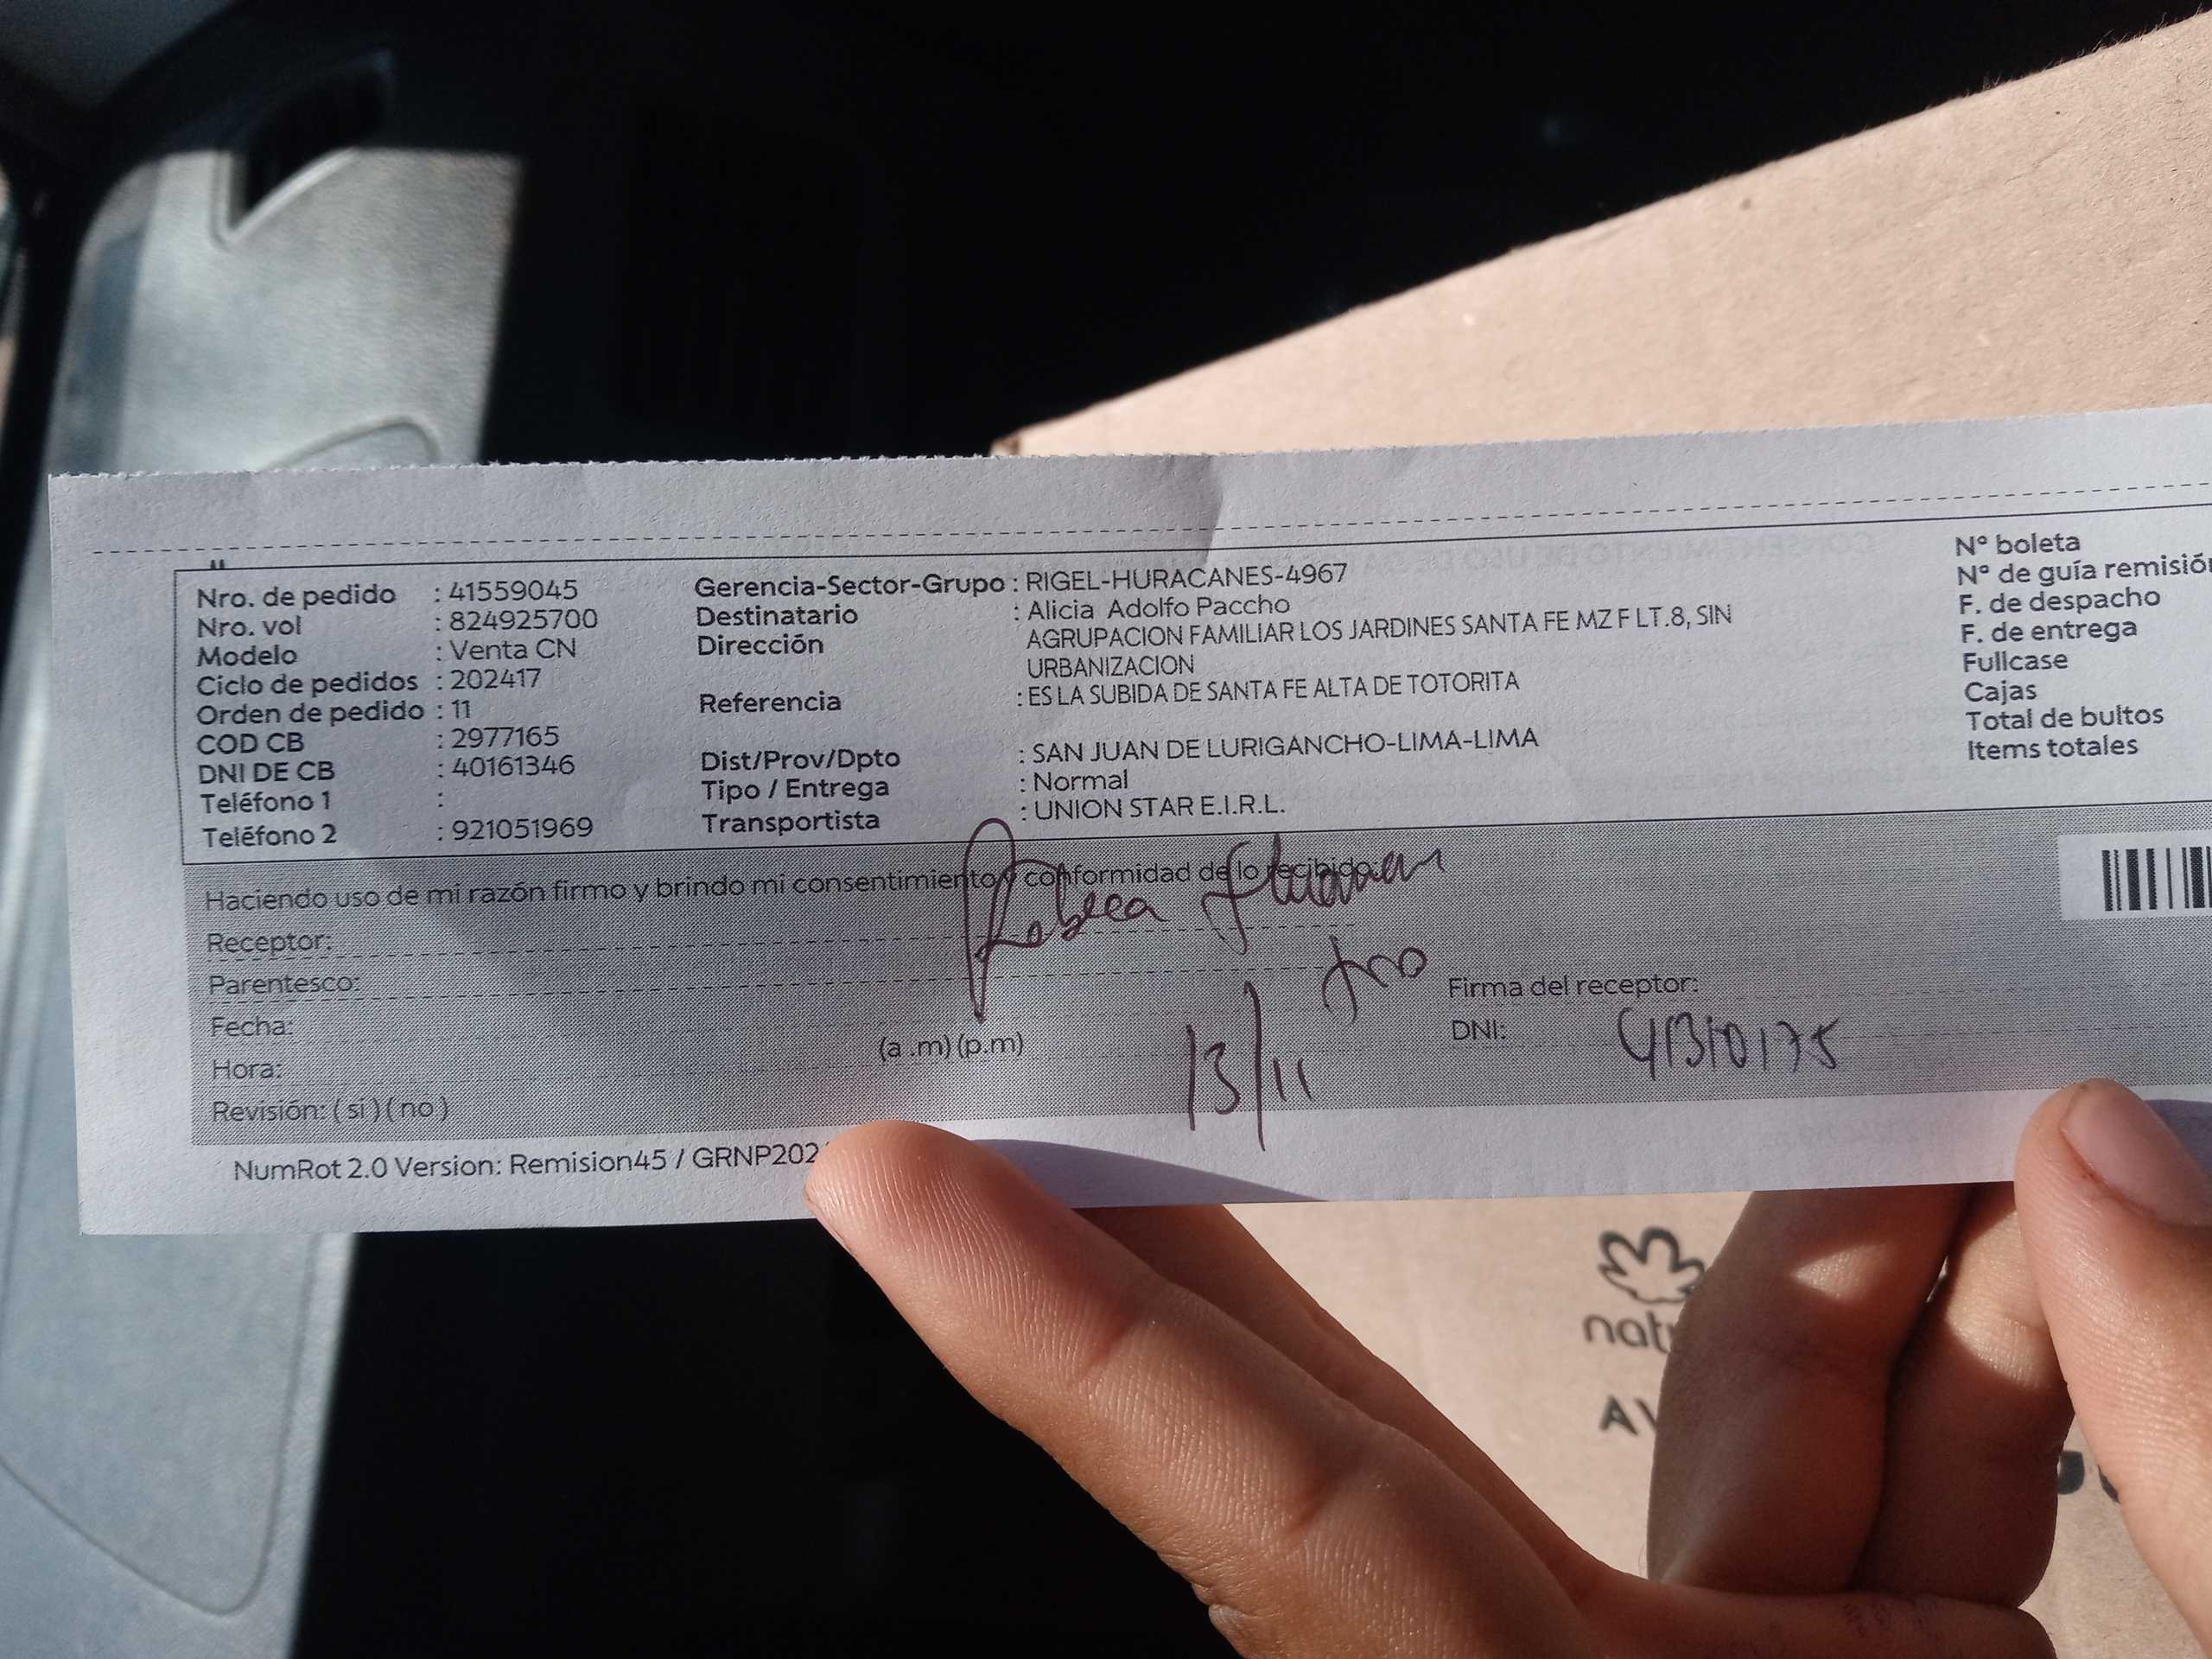 Nro. de pedido : 41559045
Nro. vol : 824925700
Modelo : Venta CN
Ciclo de pedidos : 202417
Orden de pedido : 11
COD CB : 2977165
DNI DE CB : 40161346
Teléfono 1 :
Teléfono 2 : 921051969
Gerencia-Sector-Grupo : RIGEL-HURACANES-4967
Destinatario : Alicia Adolfo Paccho
Dirección AGRUPACION FAMILIAR LOS JARDINES SANTA FE MZ F LT.8, SIN
URBANIZACION
Referencia : ES LA SUBIDA DE SANTA FE ALTA DE TOTORITA
Dist/Prov/Dpto : SAN JUAN DE LURIGANCHO-LIMA-LIMA
Tipo / Entrega : Normal
Transportista : UNION STAR E.I.R.L.
N° boleta
N° de guía remisión
F. de despacho
F. de entrega
Fullcase
Cajas
Total de bultos
Items totales
Haciendo uso de mi razón firmo y brindo mi consentimiento conformidad de lo recibido:
Receptor: Rebeca
Parentesco:
Fecha: 13/11
Hora: (a .m) (p.m)
Revisión: ( si ) ( no )
Firma del receptor:
DNI: 41310175
NumRot 2.0 Version: Remision45 / GRNP202
nat
AV